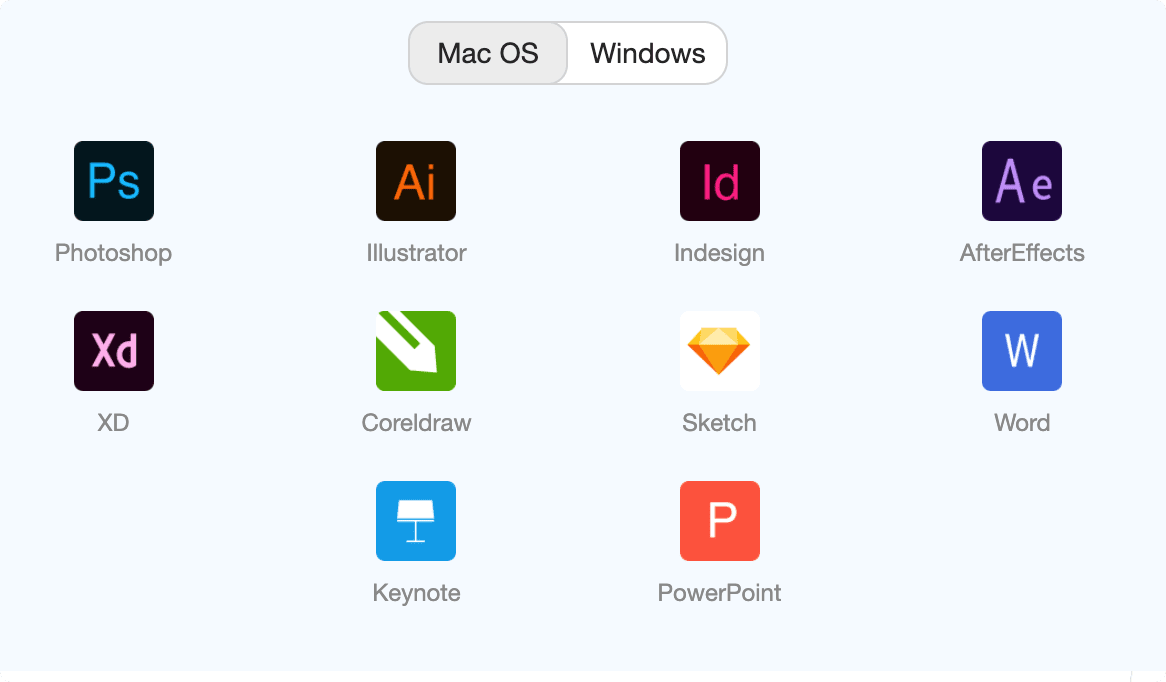 Mac OS Windows
Ps Ai Id Ae
Photoshop Illustrator Indesign AfterEffects
Xd W
XD Coreldraw Sketch Word
P
Keynote PowerPoint